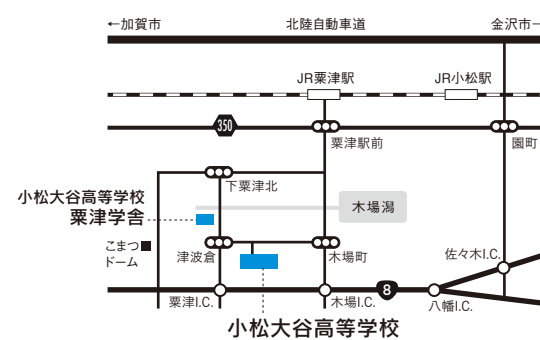 ←加賀市
北陸自動車道
金沢市
JR粟津駅
JR小松駅
350
粟津駅前
園町
下粟津北
小松大谷高等学校
粟津学舎
木場潟
こまつ
ドーム
津波倉
木場町
佐々木I.C.
8
粟津I.C.
木場I.C.
八幡I.C.
小松大谷高等学校